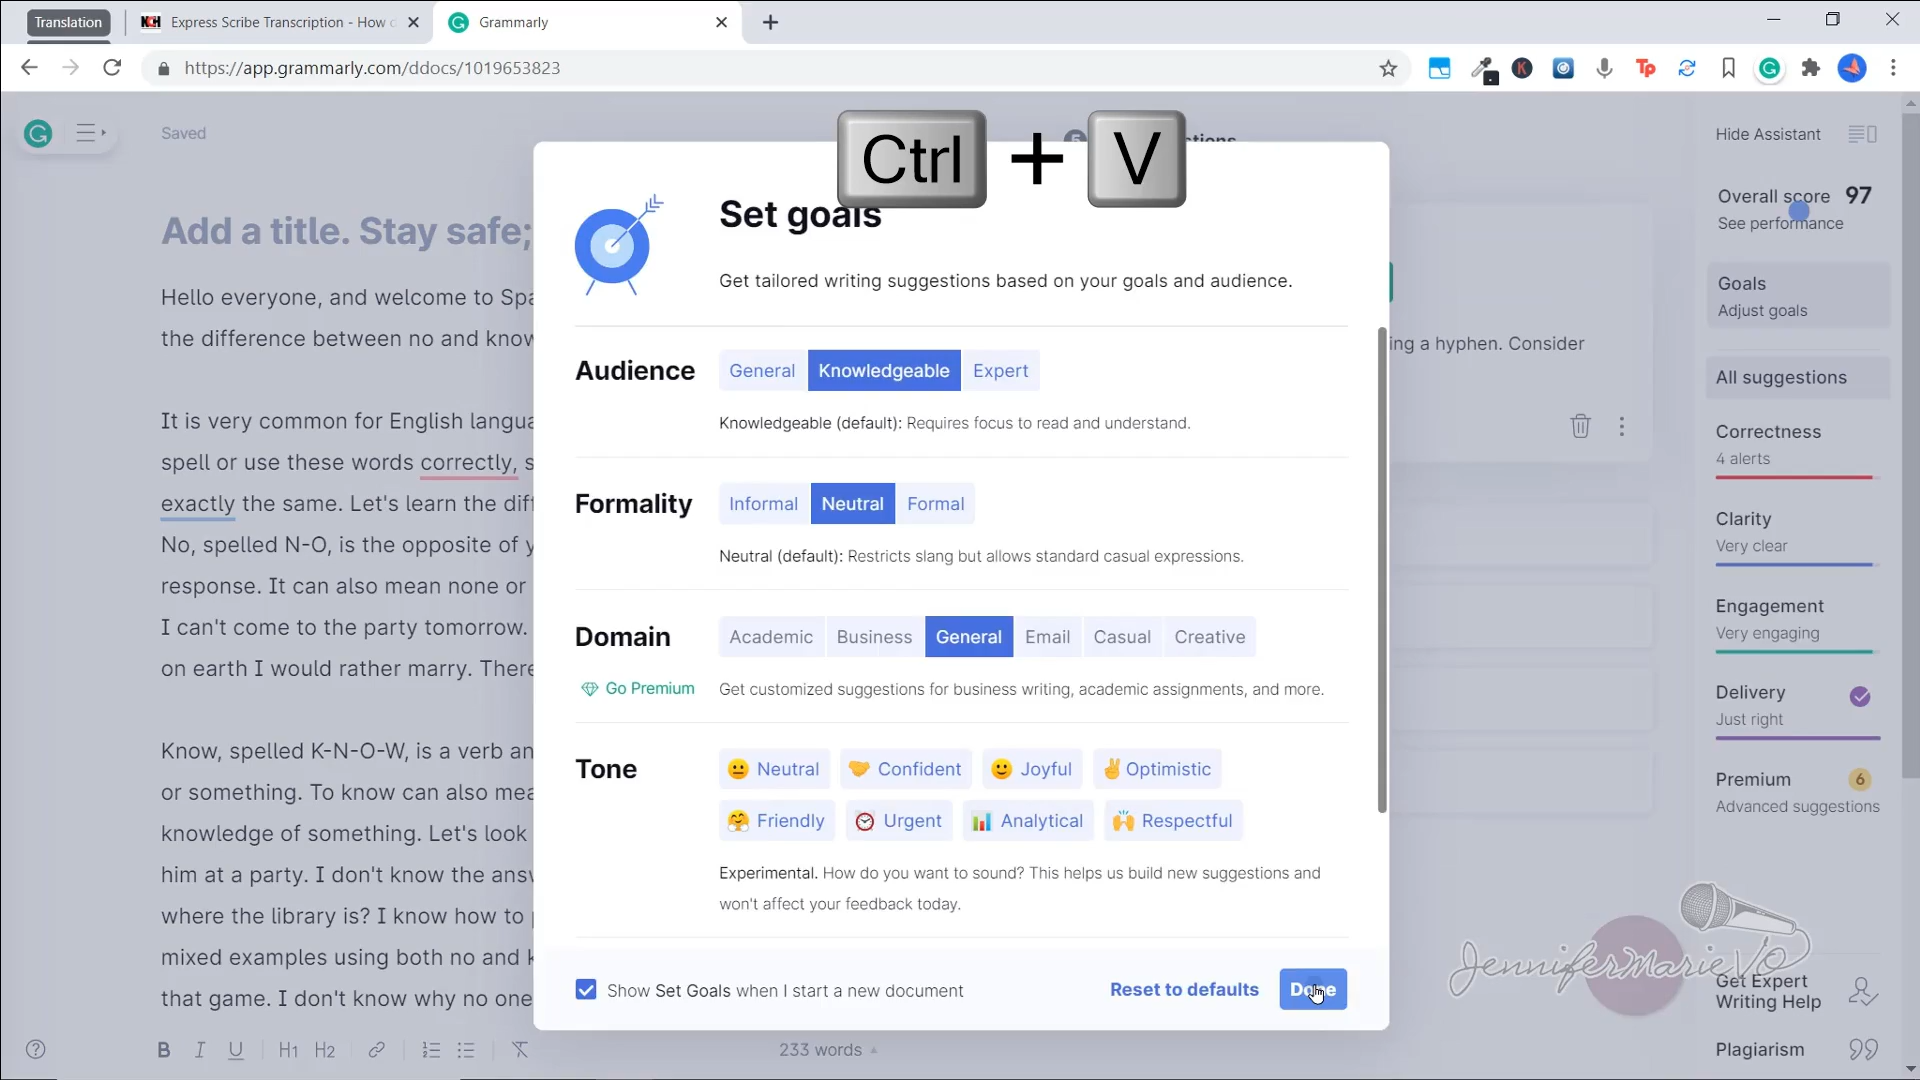 Translation
NCH Express Scribe Transcription - How
Grammarly
https://app.grammarly.com/ddocs/1019653823
Saved
Ctrl + V
Hide Assistant
Add a title. Stay safe;
Hello everyone, and welcome to Spa
the difference between no and know
It is very common for English langua
spell or use these words correctly, s
exactly the same. Let's learn the diff
No, spelled N-O, is the opposite of y
response. It can also mean none or
I can't come to the party tomorrow.
on earth I would rather marry. There
Know, spelled K-N-O-W, is a verb an
or something. To know can also mea
knowledge of something. Let's look
him at a party. I don't know the answ
where the library is? I know how to p
mixed examples using both no and k
that game. I don't know why no one
Set goals
Get tailored writing suggestions based on your goals and audience.
Audience
General Knowledgeable Expert
Knowledgeable (default): Requires focus to read and understand.
Formality
Informal Neutral Formal
Neutral (default): Restricts slang but allows standard casual expressions.
Domain
Academic Business General Email Casual Creative
Go Premium
Get customized suggestions for business writing, academic assignments, and more.
Tone
Neutral Confident Joyful Optimistic
Friendly Urgent Analytical Respectful
Experimental. How do you want to sound? This helps us build new suggestions and
won't affect your feedback today.
Show Set Goals when I start a new document
Reset to defaults
Done
ing a hyphen. Consider
Overall score 97
See performance
Goals
Adjust goals
All suggestions
Correctness
4 alerts
Clarity
Very clear
Engagement
Very engaging
Delivery
Just right
Premium 6
Advanced suggestions
JenniferMarieVO
Get Expert
Writing Help
Plagiarism
B I U H1 H2
233 words